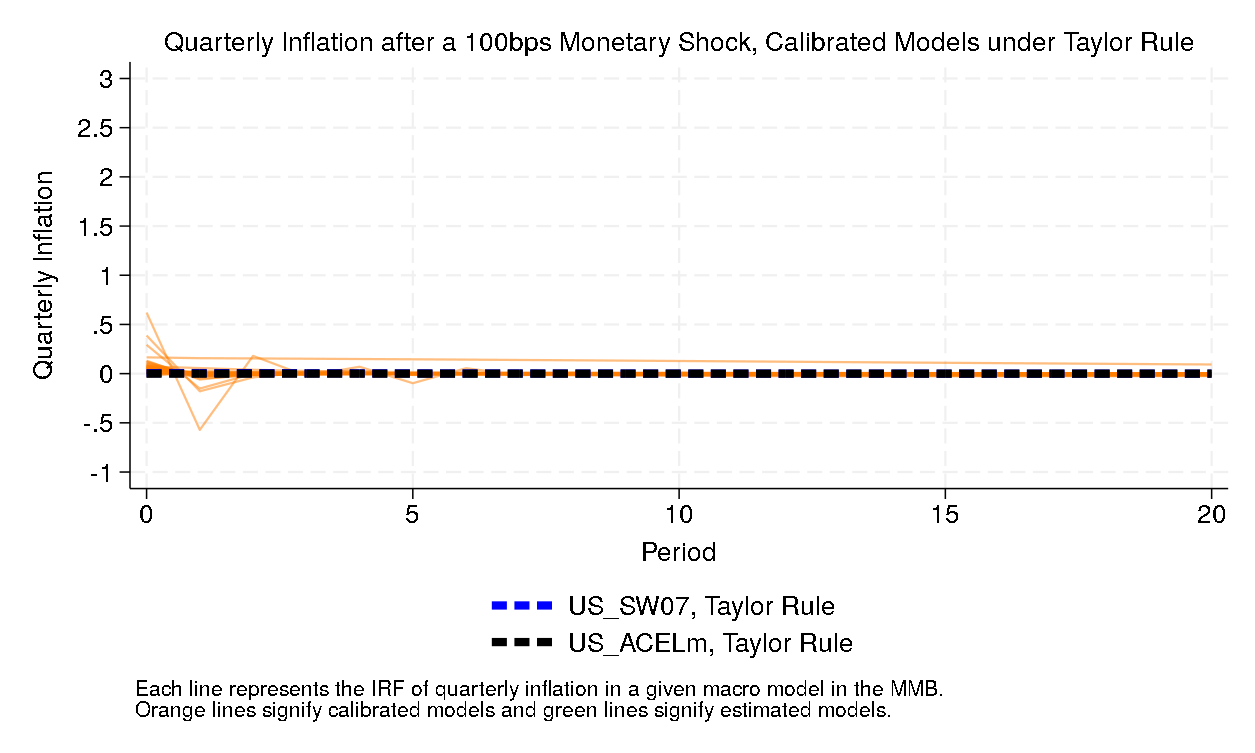 Quarterly Inflation after a 100bps Monetary Shock, Calibrated Models under Taylor Rule
Quarterly Inflation
3
2.5
2
1.5
1
.5
0
-.5
-1
0 5 10 15 20
Period
US_SW07, Taylor Rule
US_ACELm, Taylor Rule
Each line represents the IRF of quarterly inflation in a given macro model in the MMB.
Orange lines signify calibrated models and green lines signify estimated models.